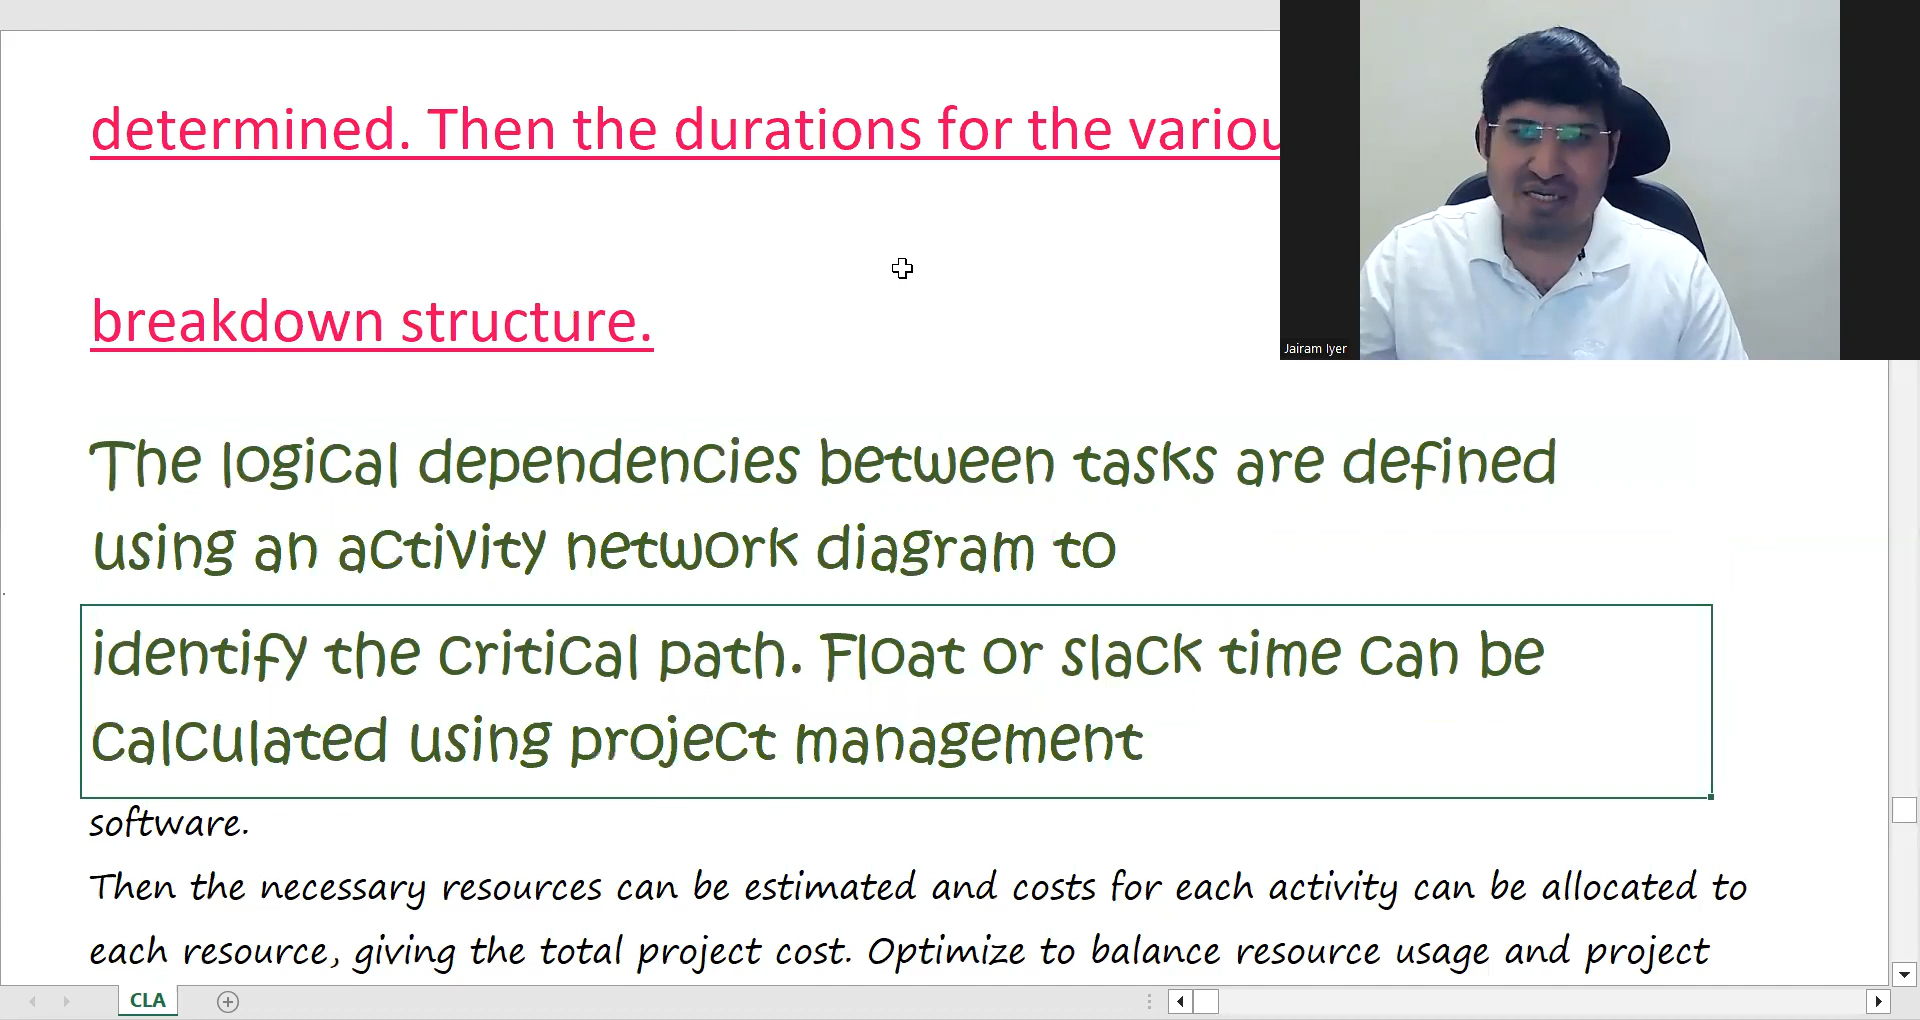 determined. Then the durations for the variou
breakdown structure.
Jairam Iyer
The logical dependencies between tasks are defined
using an activity network diagram to
identify the critical path. Float or slack time can be
calculated using project management
software.
Then the necessary resources can be estimated and costs for each activity can be allocated to
each resource, giving the total project cost. Optimize to balance resource usage and project
CLA